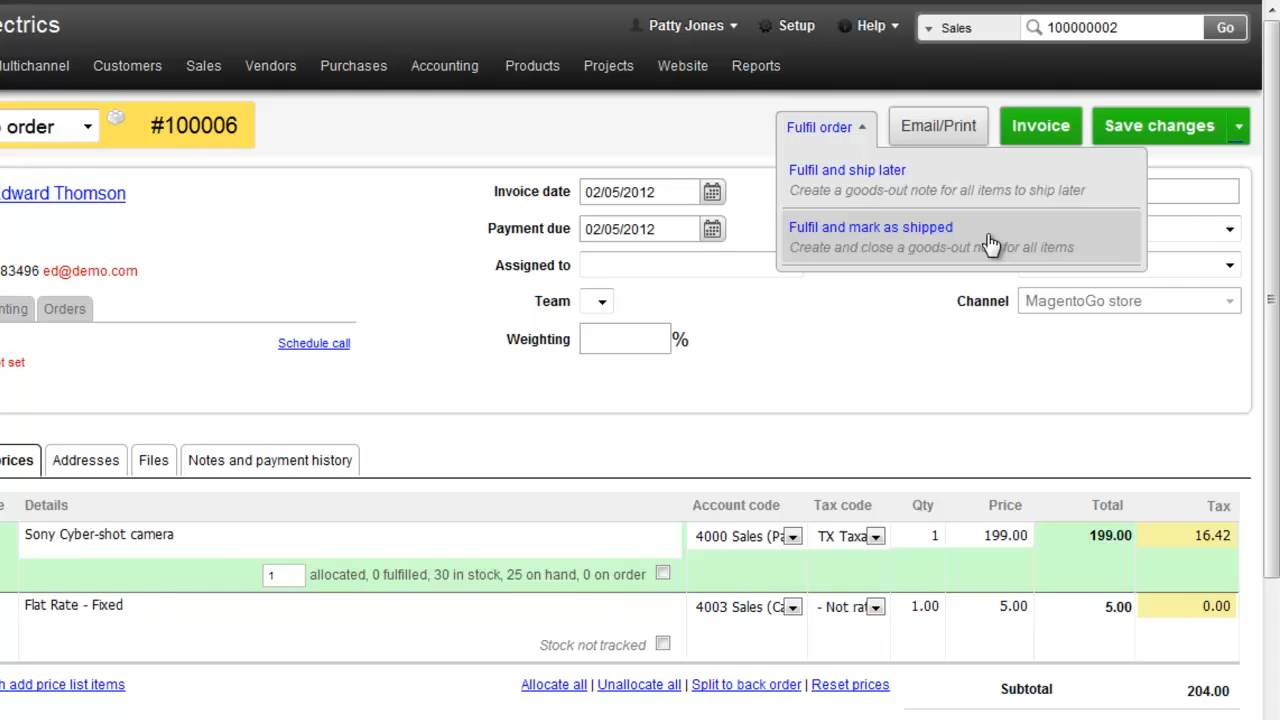 ectrics
Patty Jones Setup Help Sales 100000002 Go
ultichannel Customers Sales Vendors Purchases Accounting Products Projects Website Reports
order #100006 Fulfil order Email/Print Invoice Save changes
Fulfil and ship later
Create a goods-out note for all items to ship later
Fulfil and mark as shipped
Create and close a goods-out note for all items
dward Thomson Invoice date 02/05/2012
Payment due 02/05/2012
83496 ed@demo.com Assigned to
nting Orders Team Channel MagentoGo store
Schedule call Weighting %
t set
rices Addresses Files Notes and payment history
e Details Account code Tax code Qty Price Total Tax
Sony Cyber-shot camera 4000 Sales (Pa TX Taxa 1 199.00 199.00 16.42
1 allocated, 0 fulfilled, 30 in stock, 25 on hand, 0 on order
Flat Rate - Fixed 4003 Sales (Ca - Not rat 1.00 5.00 5.00 0.00
Stock not tracked
h add price list items Allocate all | Unallocate all | Split to back order | Reset prices Subtotal 204.00